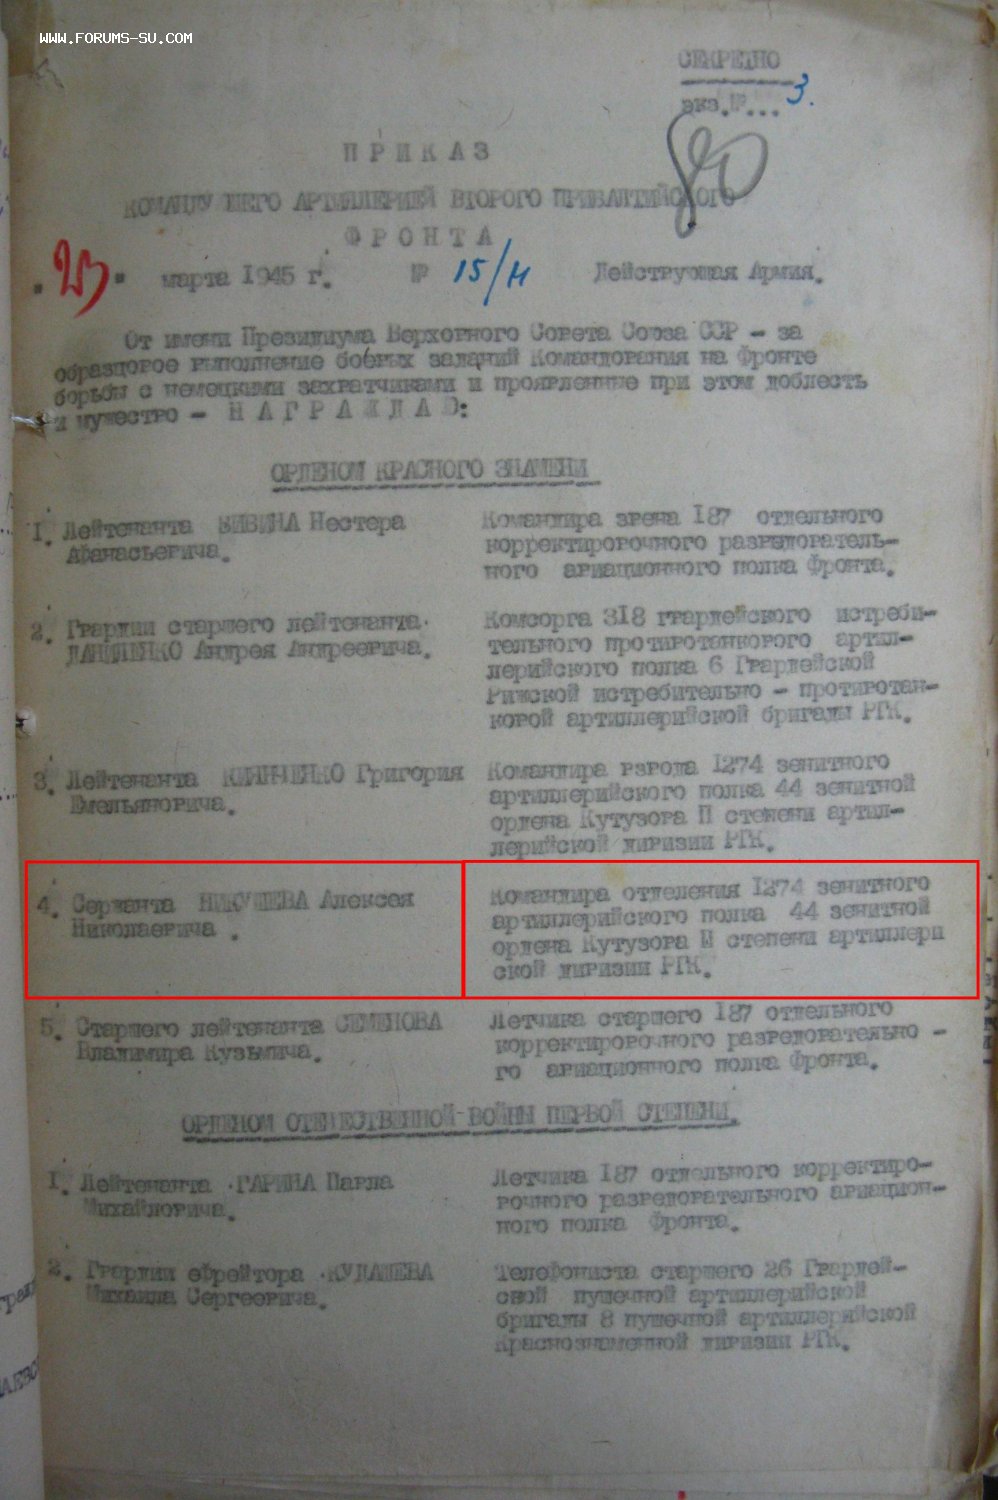 WWW.FORUMS-SU.COM
СЕКРЕТНО
экз.№... 3.
ПРИКАЗ
КОМАНДУЮЩЕГО АРТИЛЛЕРИЕЙ ВТОРОГО ПРИБАЛТИЙСКОГО
ФРОНТА
"23" марта 1945 г. № 15/н Действующая Армия.
От имени Президиума Верховного Совета Союза ССР - за
образцовое выполнение боевых заданий Командования на фронте
борьбы с немецкими захватчиками и проявленные при этом доблесть
и мужество - НАГРАЖДАЮ:
ОРДЕНОМ КРАСНОГО ЗНАМЕНИ
1. Лейтенанта Нестера Командира звена 187 отдельного
Афанасьевича. корректировочного разведователь-
ного авиационного полка Фронта.
2. Гвардии старшего лейтенанта Комсорга 318 гвардейского истреби-
ДАНИЛЕНКО Андрея Андреевича. тельного противотанкового артил-
лерийского полка 6 Гвардейской
Рижской истребительно - противотан-
ковой артиллерийской бригады РГК.
3. Лейтенанта Григория Командира взвода 1274 зенитного
Емельяновича. артиллерийского полка 44 зенитной
ордена Кутузова II степени артил-
лерийской дивизии РГК.
4. Сержанта Алексея Командира отделения 1274 зенитного
Николаевича . артиллерийского полка 44 зенитной
ордена Кутузова II степени артиллери
ской дивизии РГК.
5. Старшего лейтенанта СЕМЕНОВА Летчика старшего 187 отдельного
Владимира Кузьмича. корректировочного разведовательно -
го авиационного полка Фронта.
ОРДЕНОМ ОТЕЧЕСТВЕННОЙ ВОЙНЫ ПЕРВОЙ СТЕПЕНИ.
1. Лейтенанта ГАРИНА Павла Летчика 187 отдельного корректиро-
Михайловича. вочного разведовательного авиацион-
ного полка Фронта.
2. Гвардии ефрейтора КУДАШЕВА Телефониста старшего 26 Гвардей-
Михаила Сергеевича. ской пушечной артиллерийской
бригады 8 пушечной артиллерийской
Краснознаменной дивизии РГК.